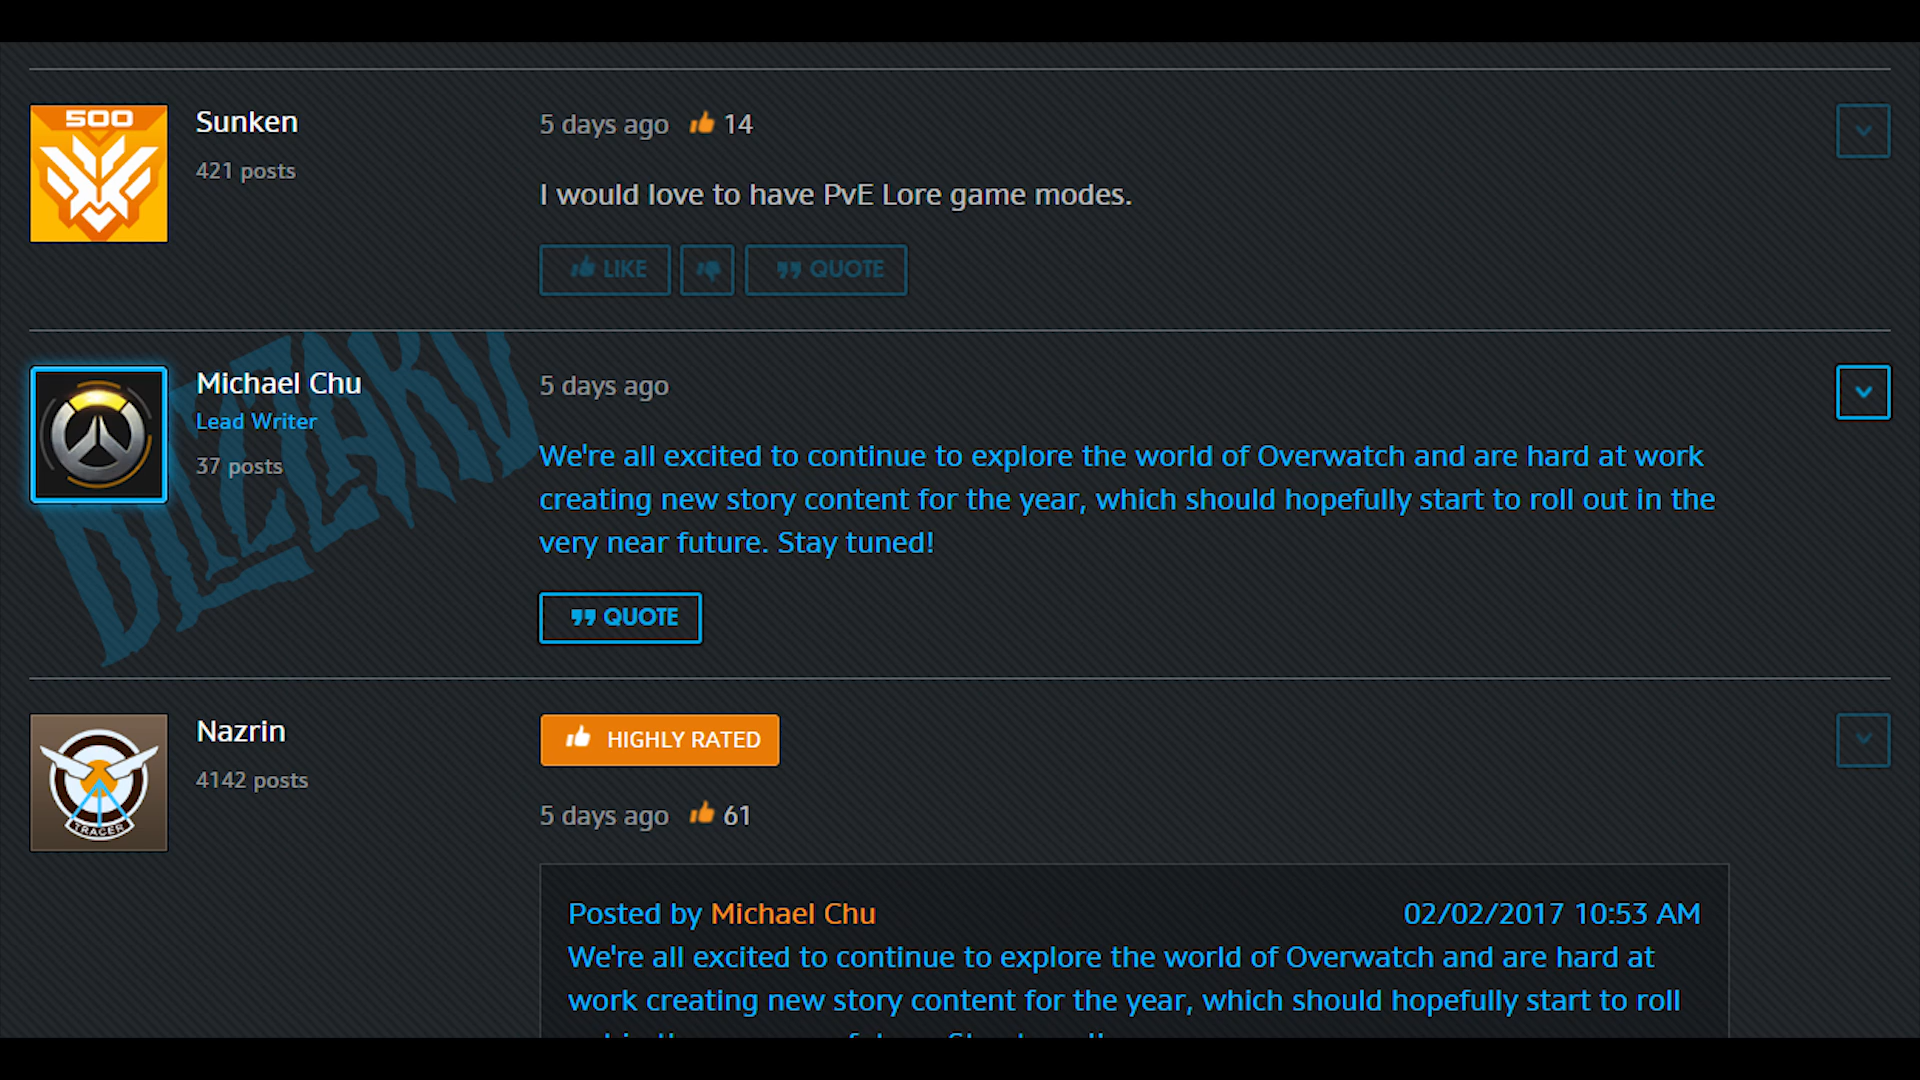 500
Sunken
5 days ago 14
421 posts
I would love to have PvE Lore game modes.
LIKE
QUOTE
BLIZZARD
Michael Chu
5 days ago
Lead Writer
37 posts
We're all excited to continue to explore the world of Overwatch and are hard at work
creating new story content for the year, which should hopefully start to roll out in the
very near future. Stay tuned!
QUOTE
Nazrin
HIGHLY RATED
4142 posts
5 days ago 61
TRACER
Posted by Michael Chu 02/02/2017 10:53 AM
We're all excited to continue to explore the world of Overwatch and are hard at
work creating new story content for the year, which should hopefully start to roll